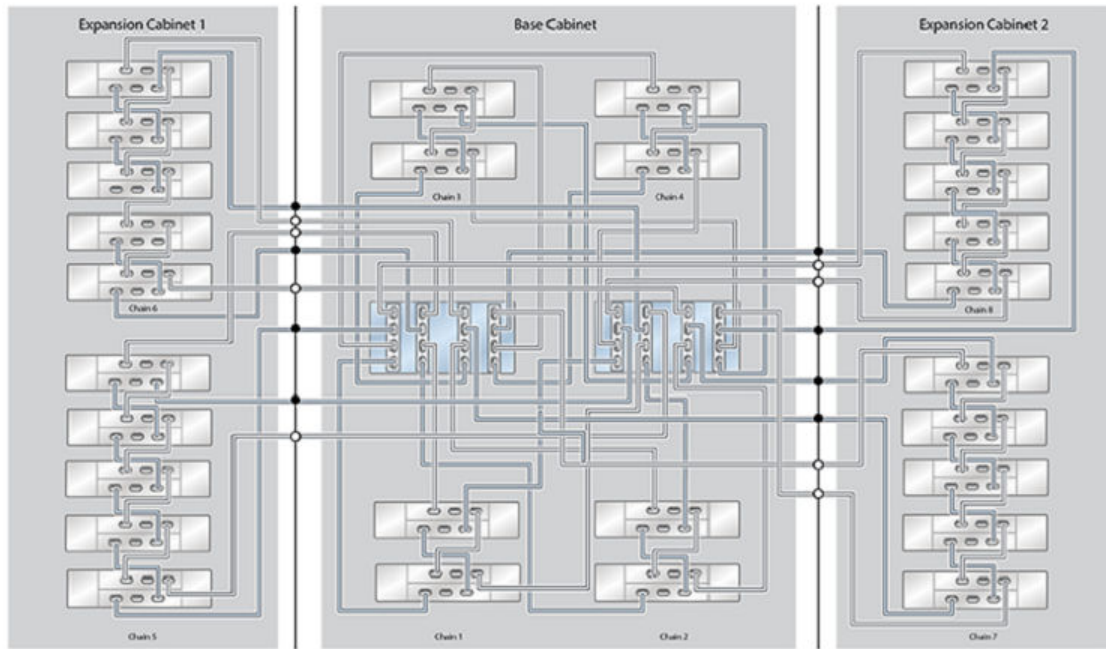 Expansion Cabinet 1
Base Cabinet
Expansion Cabinet 2
Chain 3
Chain 4
Chain 6
Chain 8
Chain 5
Chain 1
Chain 2
Chain 7